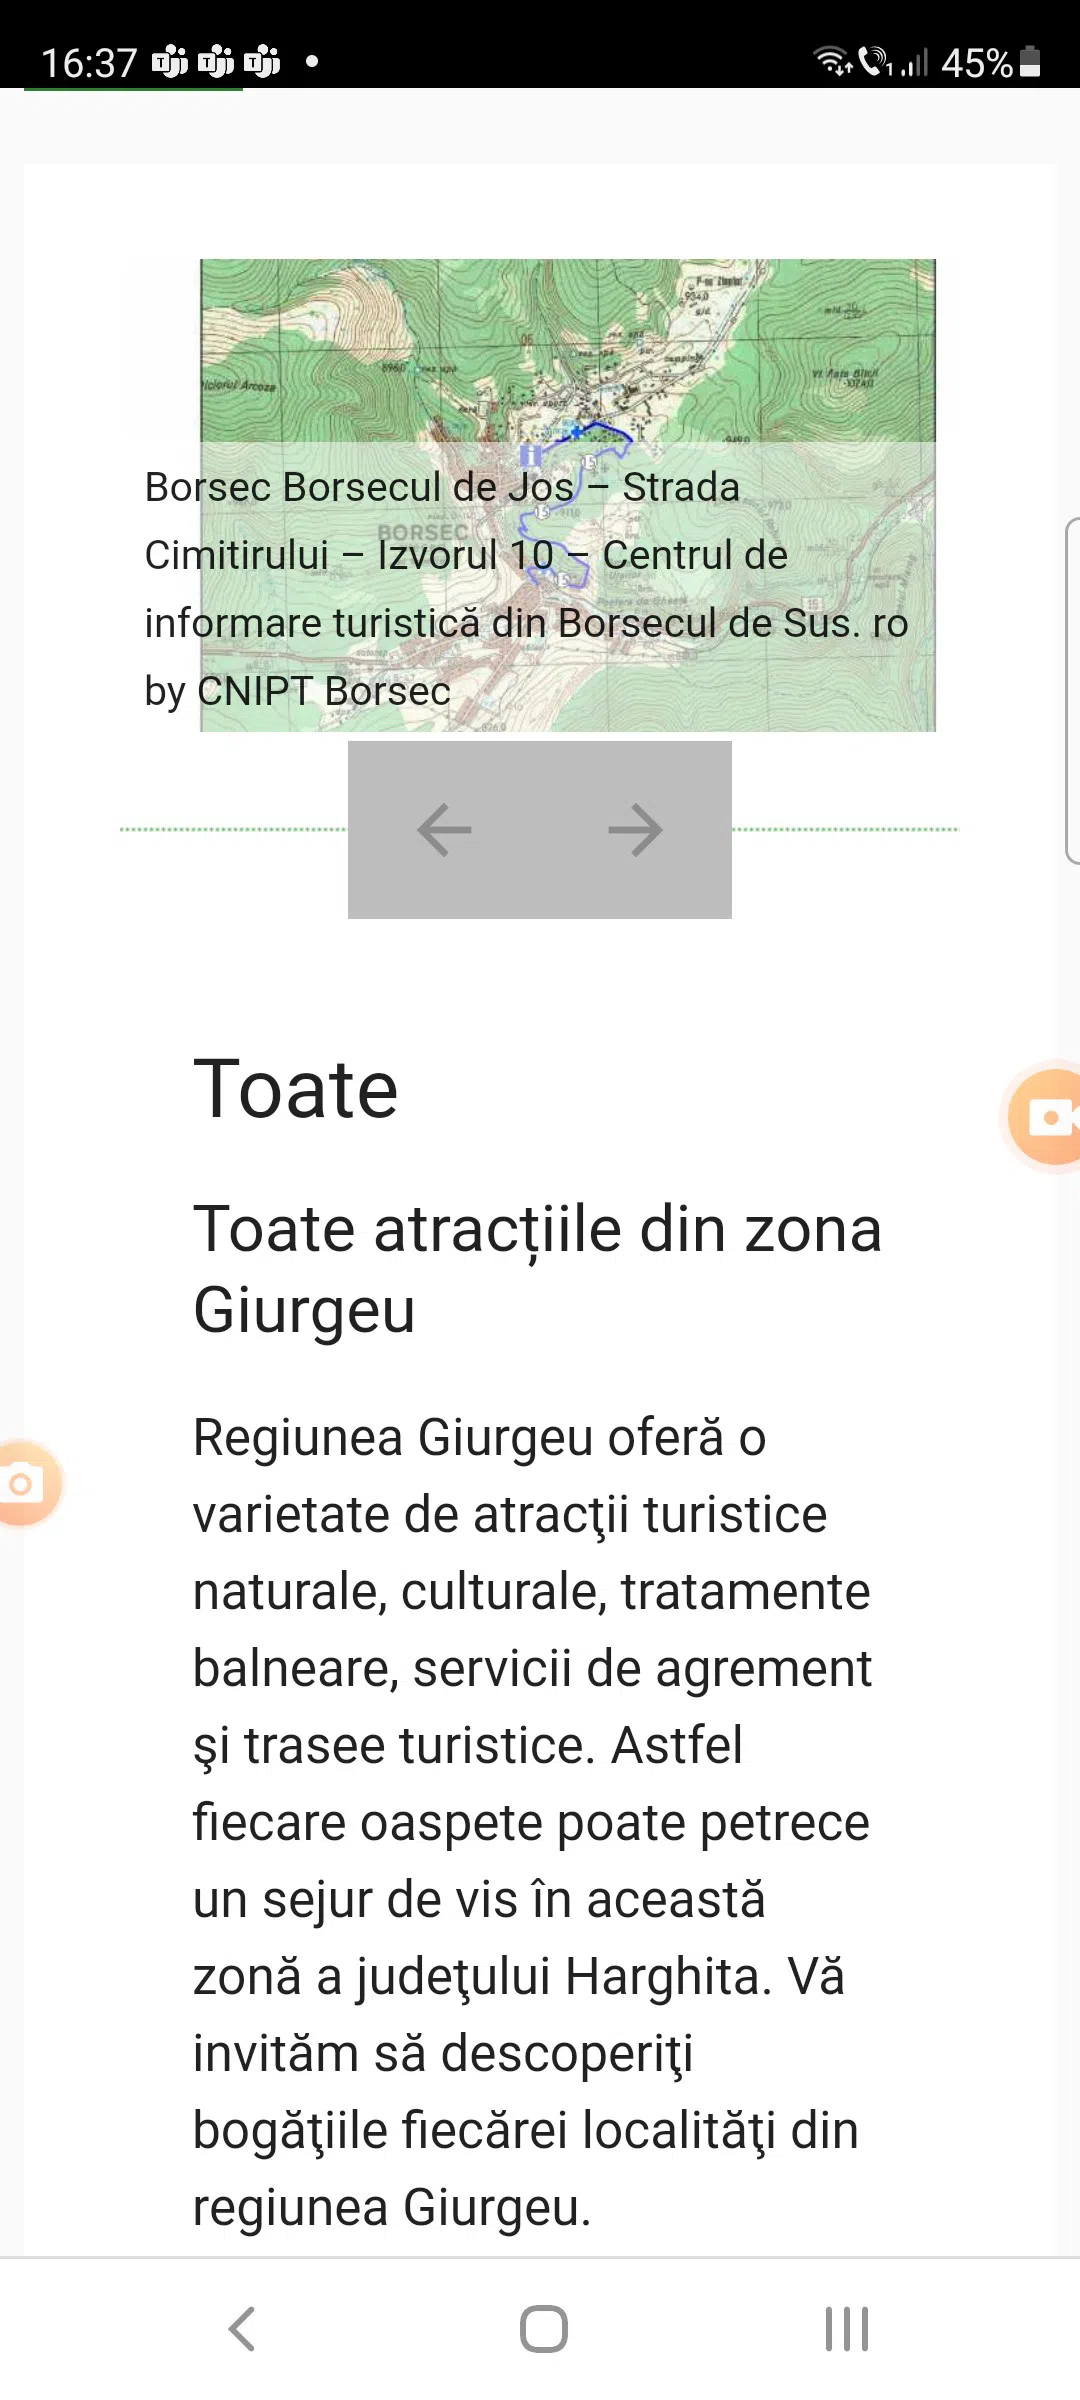 16:37
45%
BORSEC
Borsec Borsecul de Jos – Strada
Cimitirului – Izvorul 10 – Centrul de
informare turistică din Borsecul de Sus. ro
by CNIPT Borsec
Toate
Toate atracțiile din zona
Giurgeu
Regiunea Giurgeu oferă o
varietate de atracţii turistice
naturale, culturale, tratamente
balneare, servicii de agrement
şi trasee turistice. Astfel
fiecare oaspete poate petrece
un sejur de vis în această
zonă a judeţului Harghita. Vă
invităm să descoperiţi
bogăţiile fiecărei localităţi din
regiunea Giurgeu.